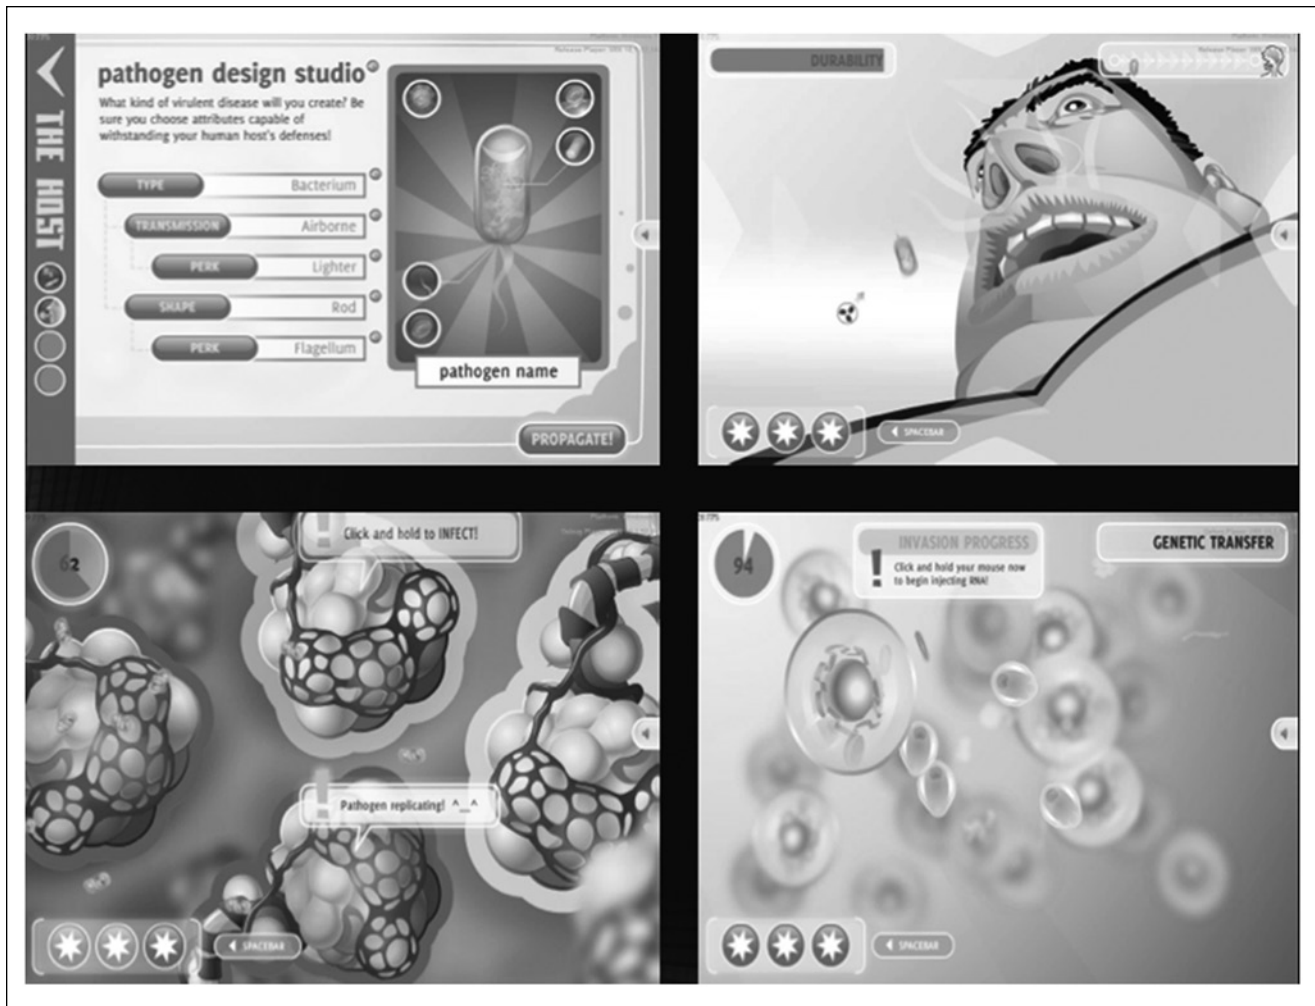 THE HOST
pathogen design studio
What kind of virulent disease will you create? Be
sure you choose attributes capable of
withstanding your human host's defenses!
TYPE Bacterium
TRANSMISSION Airborne
PERK Lighter
SHAPE Rod
PERK Flagellum
pathogen name
PROPAGATE!
DURABILITY
SPACEBAR
62
Click and hold to INFECT!
Pathogen replicating! ^_^
SPACEBAR
94
INVASION PROGRESS
Click and hold your mouse now
to begin injecting RNA!
GENETIC TRANSFER
SPACEBAR